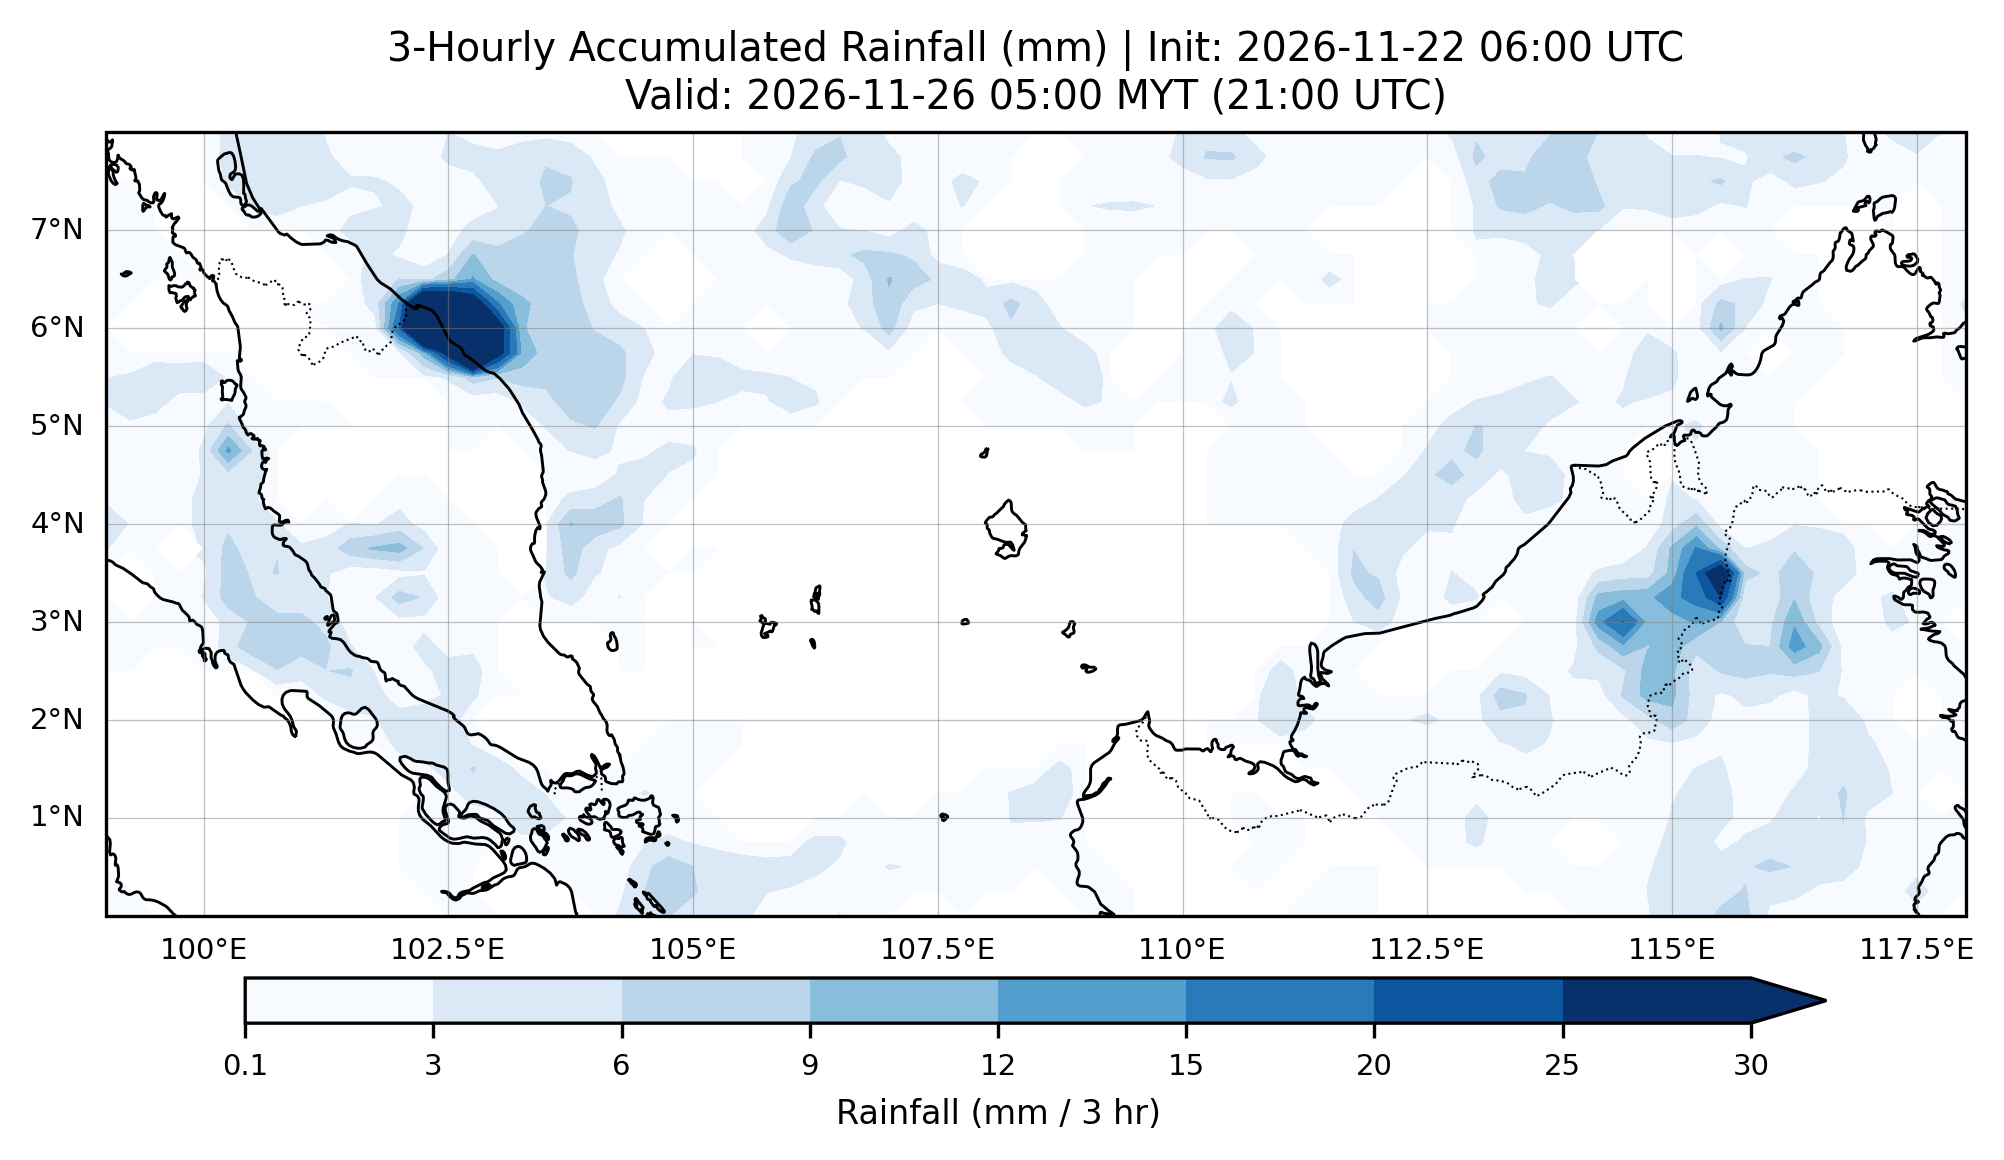 3-Hourly Accumulated Rainfall (mm) | Init: 2026-11-22 06:00 UTC
Valid: 2026-11-26 05:00 MYT (21:00 UTC)
7°N
6°N
5°N
4°N
3°N
2°N
1°N
100°E 102.5°E 105°E 107.5°E 110°E 112.5°E 115°E 117.5°E
0.1 3 6 9 12 15 20 25 30
Rainfall (mm / 3 hr)